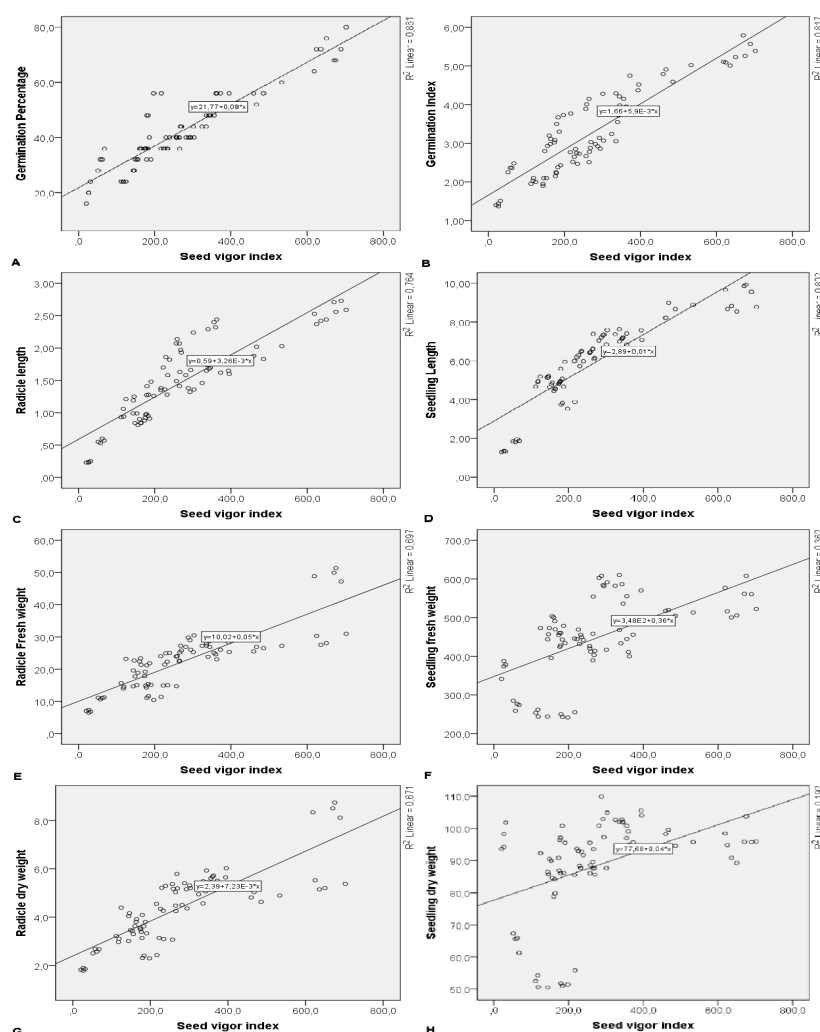 80,0
60,0
40,0
20,0
Germination Percentage
y=21,77+0,08*x
R² Linear = 0,831
,0 200,0 400,0 600,0 800,0
Seed vigor index
A
6,00
5,00
4,00
3,00
2,00
1,00
Germination Index
y=1,66+5,9E-3*x
R² Linear = 0,817
,0 200,0 400,0 600,0 800,0
Seed vigor index
B
3,00
2,50
2,00
1,50
1,00
,50
,00
Radicle length
y=0,59+3,26E-3*x
R² Linear = 0,764
,0 200,0 400,0 600,0 800,0
Seed vigor index
C
10,00
8,00
6,00
4,00
2,00
,00
Seedling Length
y=2,89+0,01*x
R²
,0 200,0 400,0 600,0 800,0
Seed vigor index
D
60,0
50,0
40,0
30,0
20,0
10,0
,0
Radicle Fresh wieght
y=10,02+0,05*x
R² Linear = 0,697
,0 200,0 400,0 600,0 800,0
Seed vigor index
E
600,0
500,0
400,0
300,0
200,0
Seedling fresh weight
y=3,48E2+0,36*x
R² Linear = 0,362
,0 200,0 400,0 600,0 800,0
Seed vigor index
F
8,0
6,0
4,0
2,0
Radicle dry weight
y=2,39+7,23E-3*x
R² Linear = 0,671
,0 200,0 400,0 600,0 800,0
Seed vigor index
G
110,0
100,0
90,0
80,0
70,0
60,0
50,0
Seedling dry weight
y=77,68+0,04*x
R² Linear = 0,192
,0 200,0 400,0 600,0 800,0
Seed vigor index
H